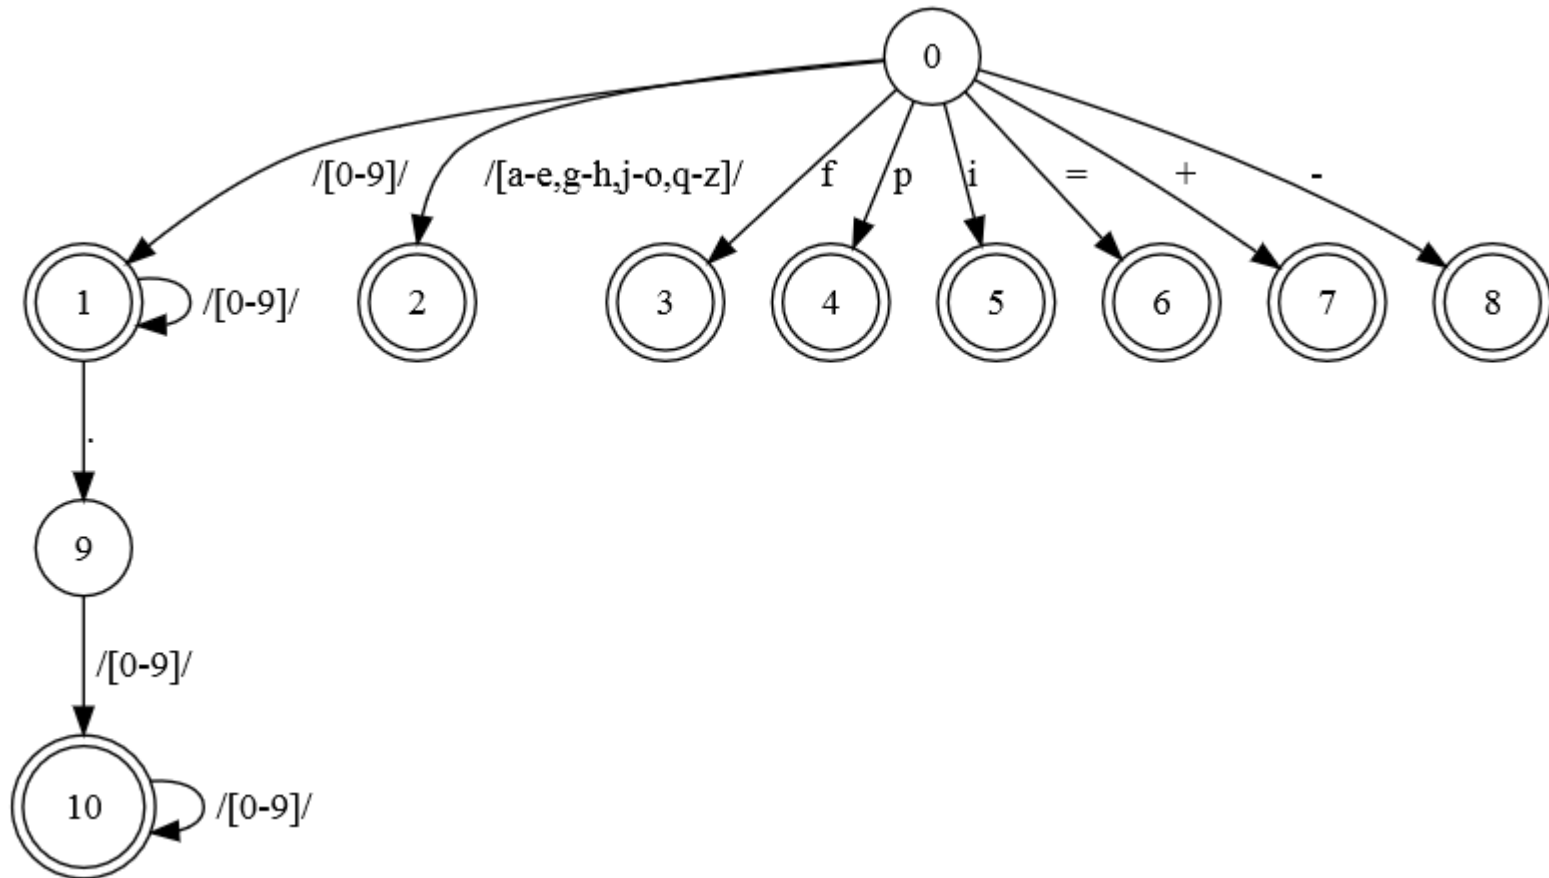 0
/[0-9]/ /[a-e,g-h,j-o,q-z]/ f p i = + -
1 /[0-9]/ 2 3 4 5 6 7 8
.
9
/[0-9]/
10 /[0-9]/